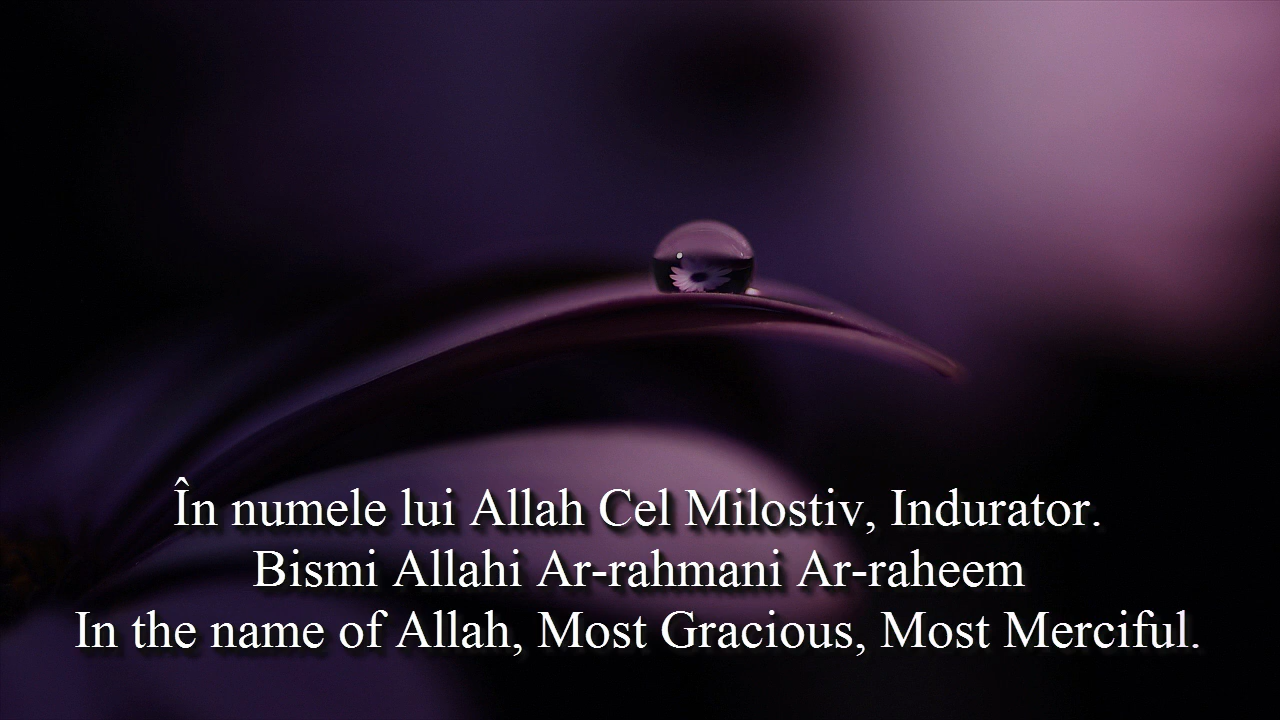 În numele lui Allah Cel Milostiv, Indurator.
Bismi Allahi Ar-rahmani Ar-raheem
In the name of Allah, Most Gracious, Most Merciful.